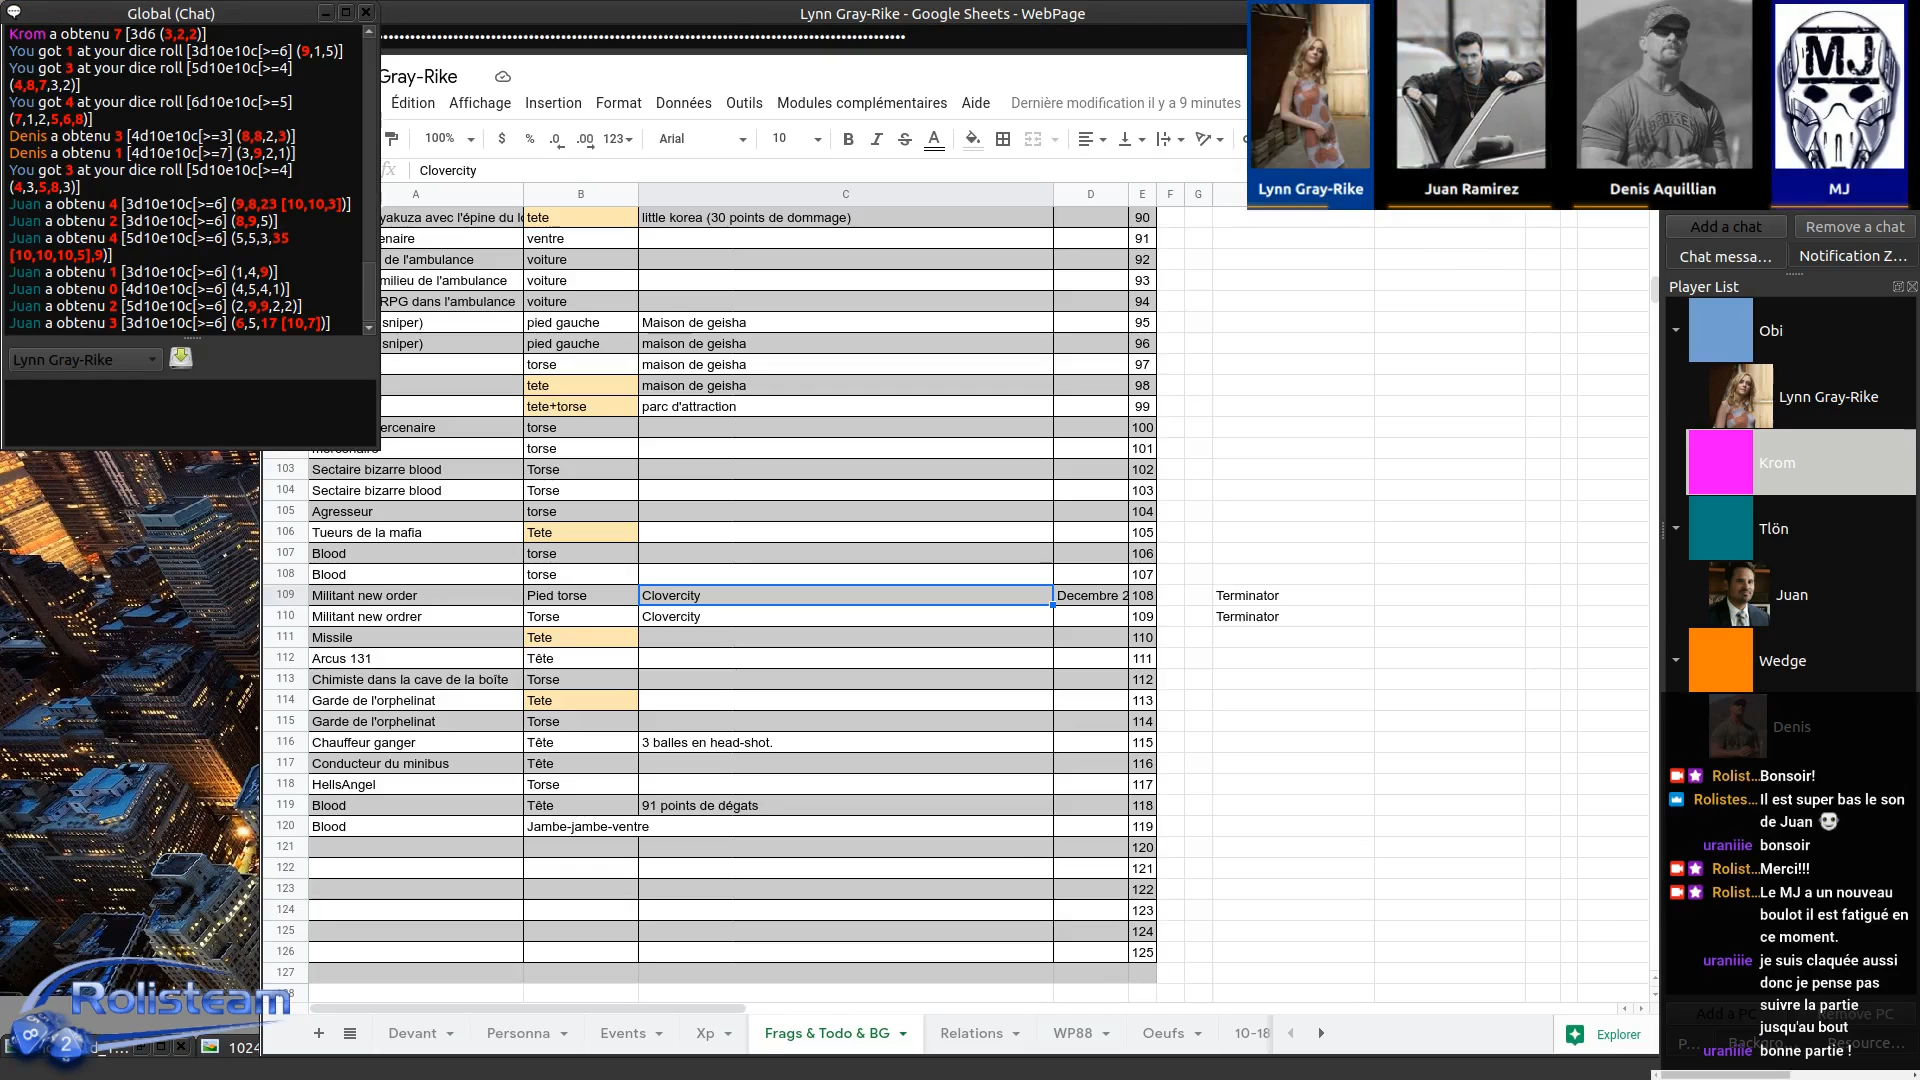 Global (Chat)
Krom a obtenu 7 [3d6 (3,2,2)]
You got 1 at your dice roll [3d10e10c[>=6] (9,1,5)]
You got 3 at your dice roll [5d10e10c[>=4]
(4,8,7,3,2)]
You got 4 at your dice roll [6d10e10c[>=5]
(7,1,2,5,6,8)]
Denis a obtenu 3 [4d10e10c[>=3] (8,8,2,3)]
Denis a obtenu 1 [4d10e10c[>=7] (3,9,2,1)]
You got 3 at your dice roll [5d10e10c[>=4]
(4,3,5,8,3)]
Juan a obtenu 4 [3d10e10c[>=6] (9,8,23 [10,10,3])]
Juan a obtenu 2 [3d10e10c[>=6] (8,9,5)]
Juan a obtenu 4 [5d10e10c[>=6] (5,5,3,35
[10,10,10,5],9)]
Juan a obtenu 1 [3d10e10c[>=6] (1,4,9)]
Juan a obtenu 0 [4d10e10c[>=6] (4,5,4,1)]
Juan a obtenu 2 [5d10e10c[>=6] (2,9,9,2,2)]
Juan a obtenu 3 [3d10e10c[>=6] (6,5,17 [10,7])]
Lynn Gray-Rike
Lynn Gray-Rike - Google Sheets - WebPage
Gray-Rike
Édition Affichage Insertion Format Données Outils Modules complémentaires Aide Dernière modification il y a 9 minutes
100% $ % .0 .00 123 Arial 10 B I S A
fx Clovercity
A B C D E F G
yakuza avec l'épine du tete little korea (30 points de dommage) 90
enaire ventre 91
de l'ambulance voiture 92
milieu de l'ambulance voiture 93
RPG dans l'ambulance voiture 94
sniper) pied gauche Maison de geisha 95
sniper) pied gauche maison de geisha 96
torse maison de geisha 97
tete maison de geisha 98
tete+torse parc d'attraction 99
ercenaire torse 100
mercenaire torse 101
103 Sectaire bizarre blood Torse 102
104 Sectaire bizarre blood Torse 103
105 Agresseur torse 104
106 Tueurs de la mafia Tete 105
107 Blood torse 106
108 Blood torse 107
109 Militant new order Pied torse Clovercity Decembre 2 108 Terminator
110 Militant new ordrer Torse Clovercity 109 Terminator
111 Missile Tete 110
112 Arcus 131 Tête 111
113 Chimiste dans la cave de la boîte Torse 112
114 Garde de l'orphelinat Tete 113
115 Garde de l'orphelinat Torse 114
116 Chauffeur ganger Tête 3 balles en head-shot. 115
117 Conducteur du minibus Tête 116
118 HellsAngel Torse 117
119 Blood Tête 91 points de dégats 118
120 Blood Jambe-jambe-ventre 119
121 120
122 121
123 122
124 123
125 124
126 125
127
Devant Personna Events Xp Frags & Todo & BG Relations WP88 Oeufs 10-18 Explorer
Lynn Gray-Rike Juan Ramirez Denis Aquillian MJ
MJ
Add a chat Remove a chat
Chat messa... Notification Z...
Player List
Obi
Lynn Gray-Rike
Krom
Tlön
Juan
Wedge
Denis
Rolist...Bonsoir!
Rolistes...Il est super bas le son
de Juan
uraniiie bonsoir
Rolist...Merci!!!
Rolist...Le MJ a un nouveau
boulot il est fatigué en
ce moment.
uraniiie je suis claquée aussi
donc je pense pas
suivre la partie
jusqu'au bout
uraniiie bonne partie !
Add a PC Remove PC
P... Backgro... Resource...
Rolisteam
8 2
1024